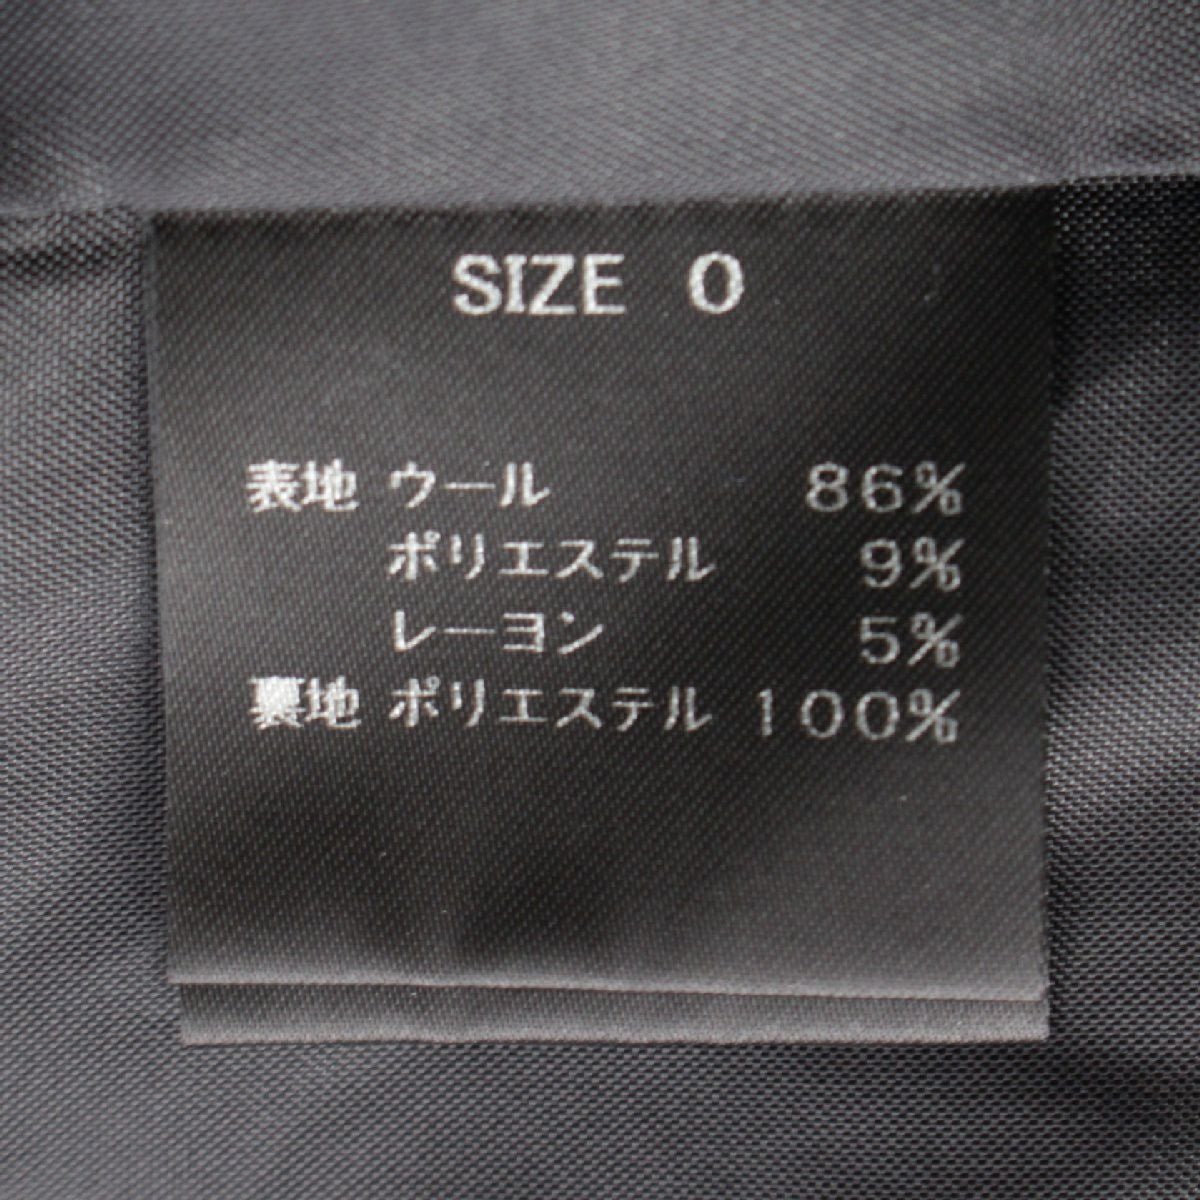 SIZE 0
表地 ウール 86%
ポリエステル 9%
レーヨン 5%
裏地 ポリエステル 100%